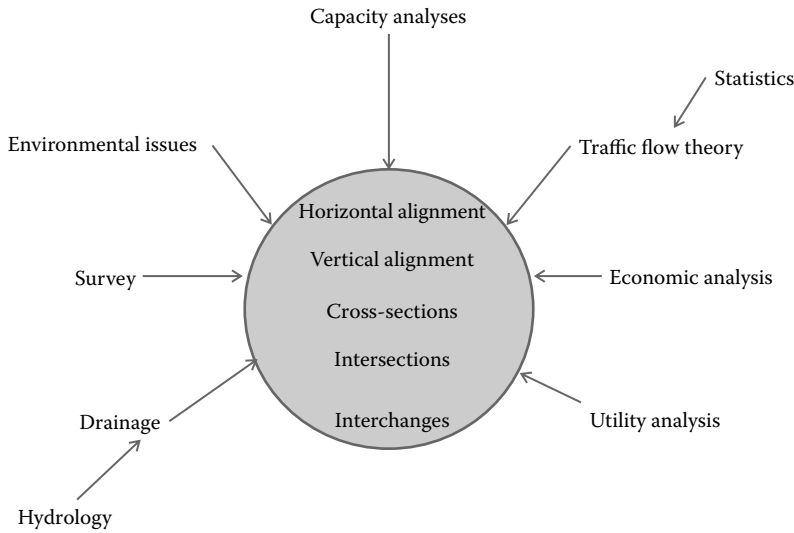 Capacity analyses
Statistics
Environmental issues
Traffic flow theory
Horizontal alignment
Vertical alignment
Survey
Economic analysis
Cross-sections
Intersections
Drainage
Interchanges
Utility analysis
Hydrology